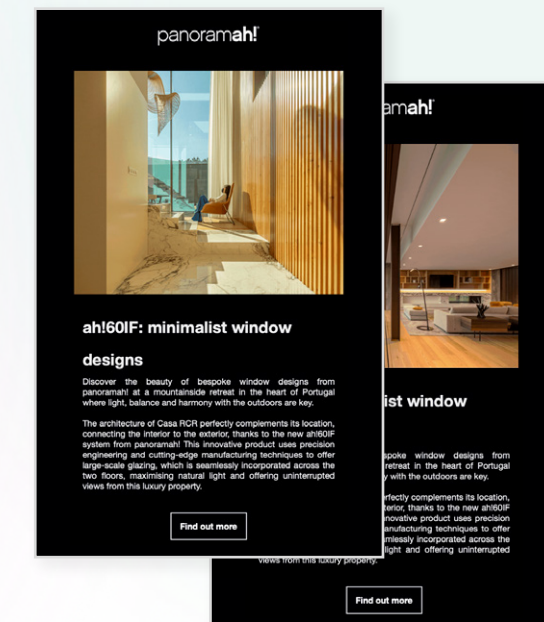 panoramah!
ah!60IF: minimalist window
designs
Discover the beauty of bespoke window designs from
panoramah! at a mountainside retreat in the heart of Portugal
where light, balance and harmony with the outdoors are key.
The architecture of Casa RCR perfectly complements its location,
connecting the interior to the exterior, thanks to the new ah!60IF
system from panoramah! This innovative product uses precision
engineering and cutting-edge manufacturing techniques to offer
large-scale glazing, which is seamlessly incorporated across the
two floors, maximising natural light and offering uninterrupted
views from this luxury property.
Find out more
amah!
ist window
spoke window designs from
retreat in the heart of Portugal
y with the outdoors are key.
rfectly complements its location,
terior, thanks to the new ah!60IF
novative product uses precision
anufacturing techniques to offer
amlessly incorporated across the
light and offering uninterrupted
views from this luxury property.
Find out more